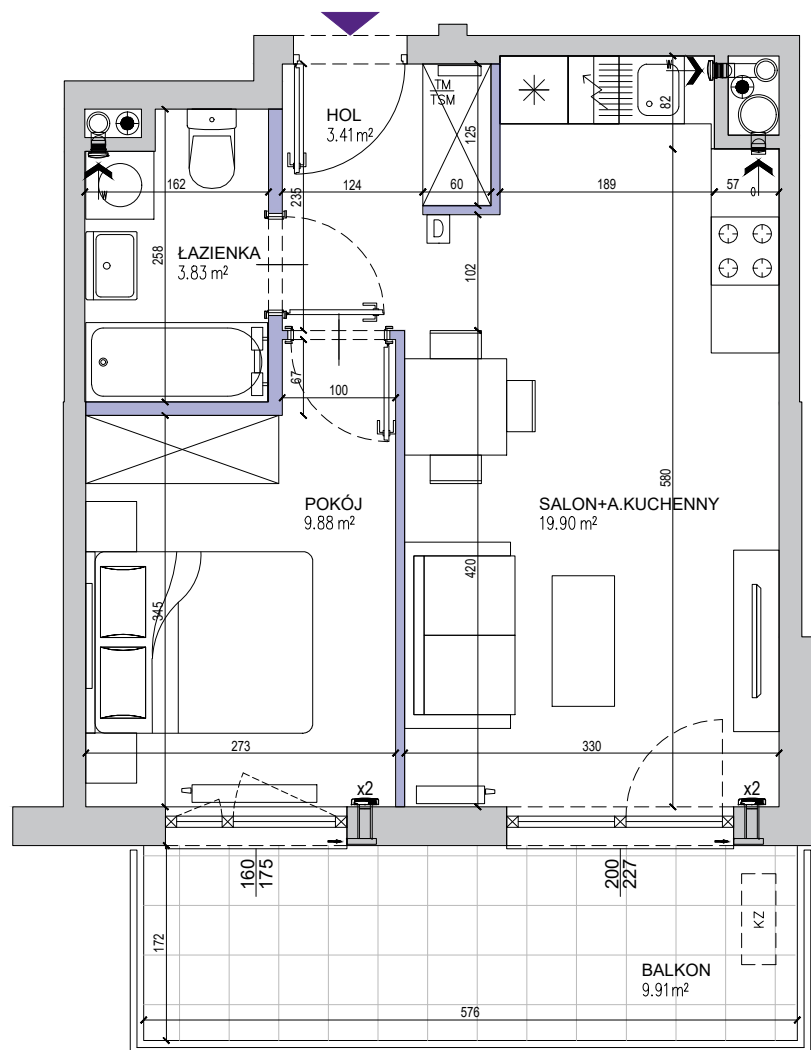 HOL
3.41 m²
TM
TSM
125
82
W
162
124
60
189
57
W
0
235
D
ŁAZIENKA
3.83 m²
258
102
67
100
POKÓJ
9.88 m²
SALON+A.KUCHENNY
19.90 m²
580
420
345
273
330
x2
x2
160
175
200
227
172
KZ
BALKON
9.91m²
576